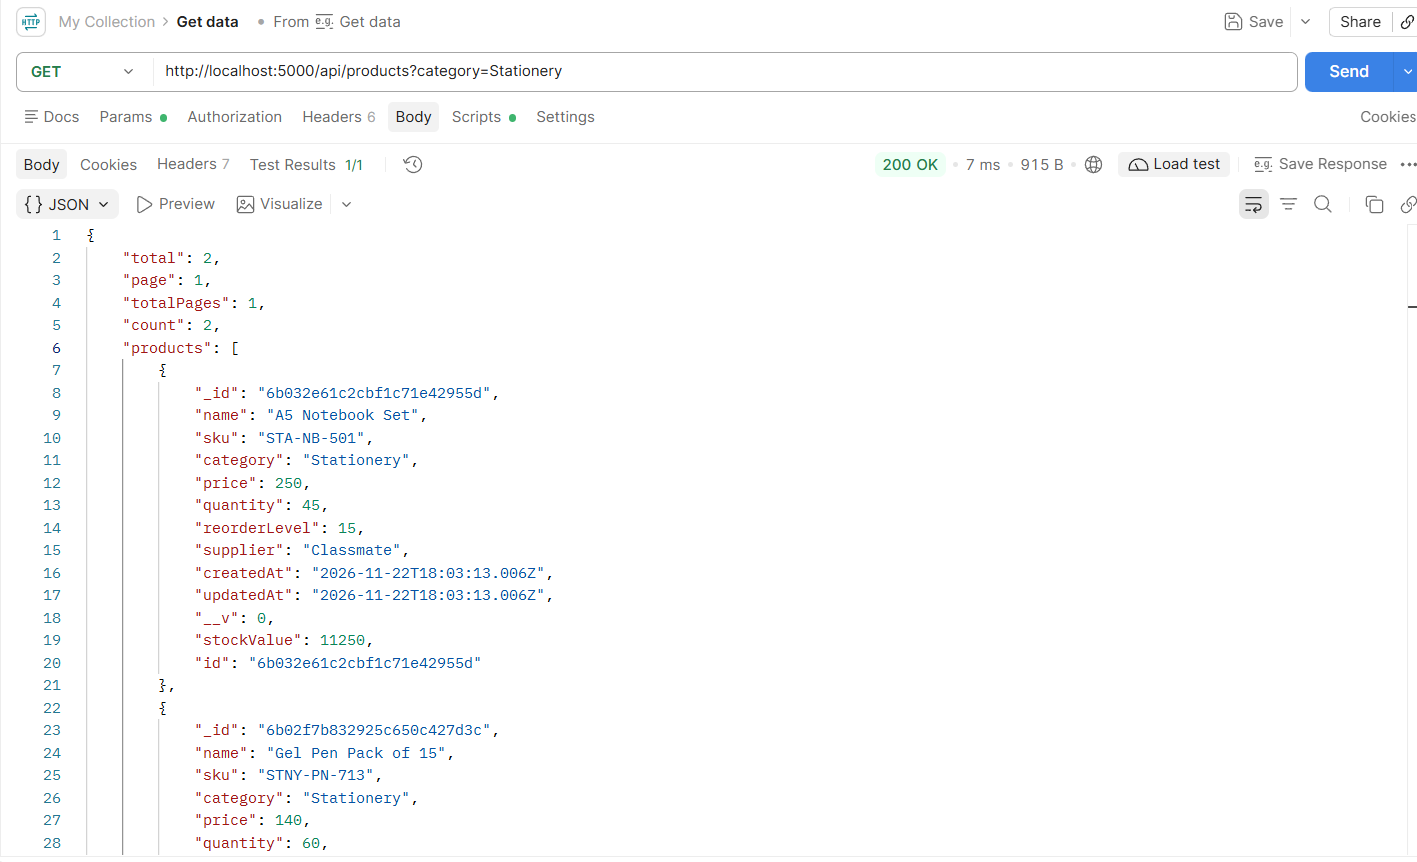 HTTP My Collection > Get data • From e.g. Get data Save Share
GET http://localhost:5000/api/products?category=Stationery Send
Docs Params Authorization Headers 6 Body Scripts Settings Cookies
Body Cookies Headers 7 Test Results 1/1 200 OK • 7 ms • 915 B • Load test e.g. Save Response
{} JSON Preview Visualize
1 {
2 "total": 2,
3 "page": 1,
4 "totalPages": 1,
5 "count": 2,
6 "products": [
7 {
8 "_id": "6b032e61c2cbf1c71e42955d",
9 "name": "A5 Notebook Set",
10 "sku": "STA-NB-501",
11 "category": "Stationery",
12 "price": 250,
13 "quantity": 45,
14 "reorderLevel": 15,
15 "supplier": "Classmate",
16 "createdAt": "2026-11-22T18:03:13.006Z",
17 "updatedAt": "2026-11-22T18:03:13.006Z",
18 "__v": 0,
19 "stockValue": 11250,
20 "id": "6b032e61c2cbf1c71e42955d"
21 },
22 {
23 "_id": "6b02f7b832925c650c427d3c",
24 "name": "Gel Pen Pack of 15",
25 "sku": "STNY-PN-713",
26 "category": "Stationery",
27 "price": 140,
28 "quantity": 60,